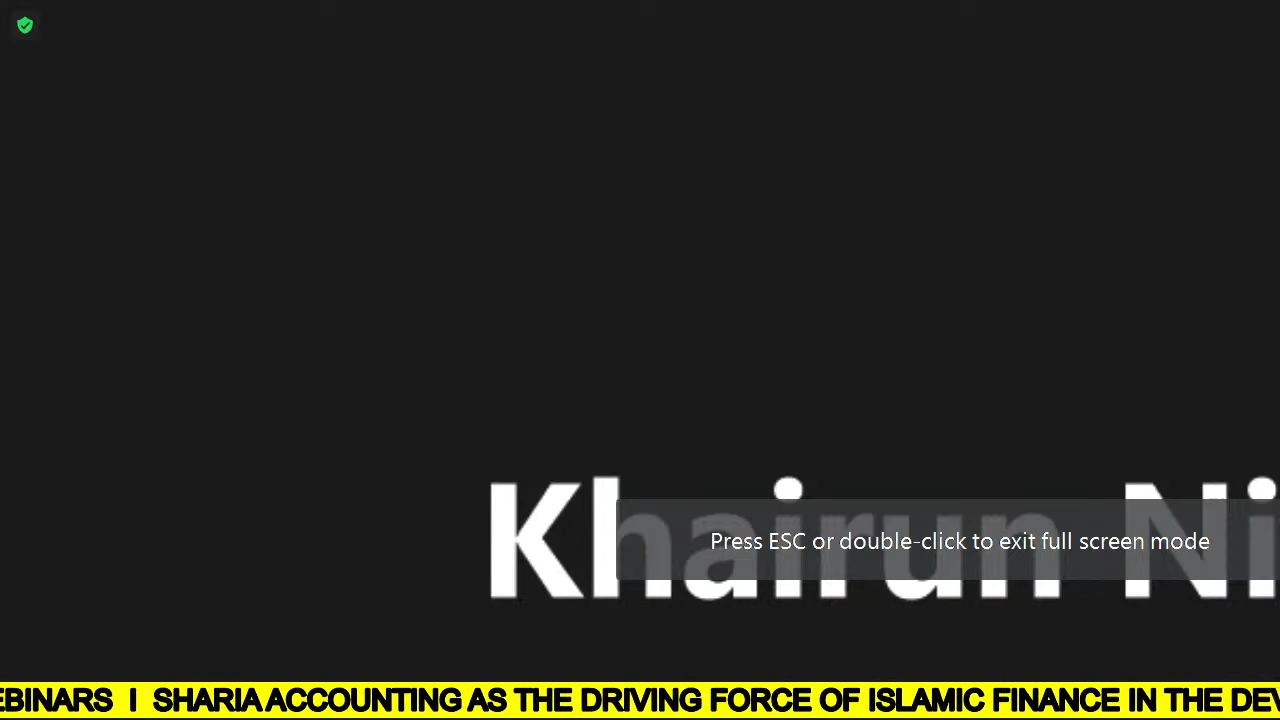 Khairun Ni
Press ESC or double-click to exit full screen mode
EBINARS I SHARIA ACCOUNTING AS THE DRIVING FORCE OF ISLAMIC FINANCE IN THE DEV